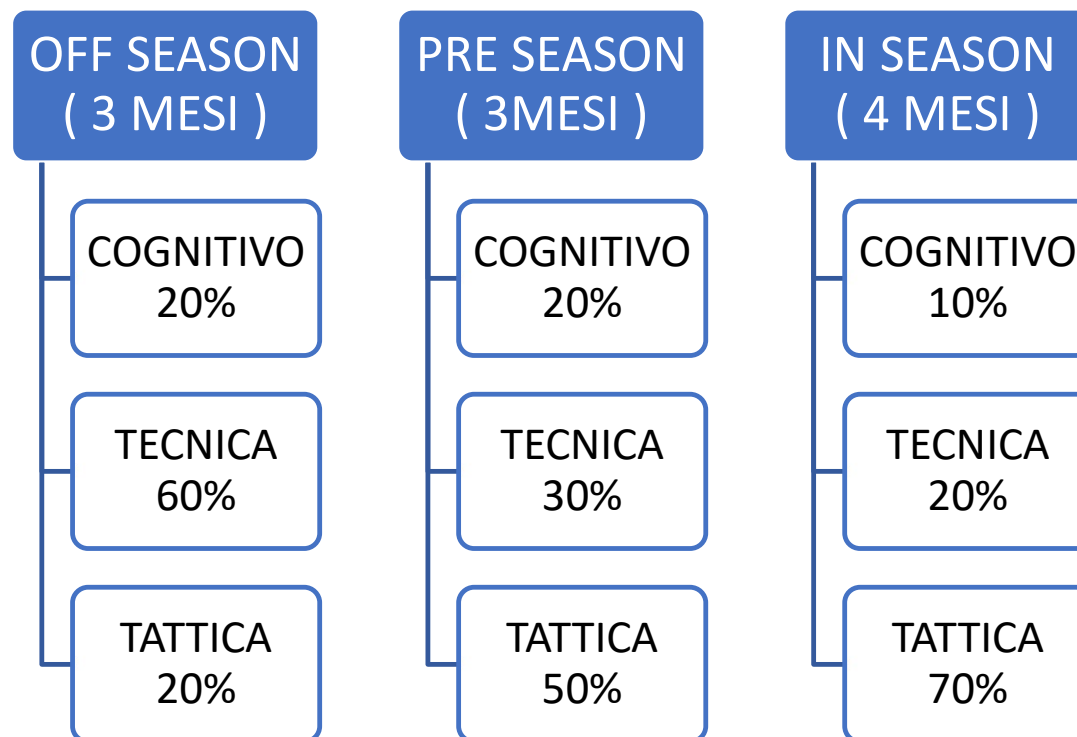 OFF SEASON
( 3 MESI )
COGNITIVO
20%
TECNICA
60%
TATTICA
20%
PRE SEASON
( 3MESI )
COGNITIVO
20%
TECNICA
30%
TATTICA
50%
IN SEASON
( 4 MESI )
COGNITIVO
10%
TECNICA
20%
TATTICA
70%